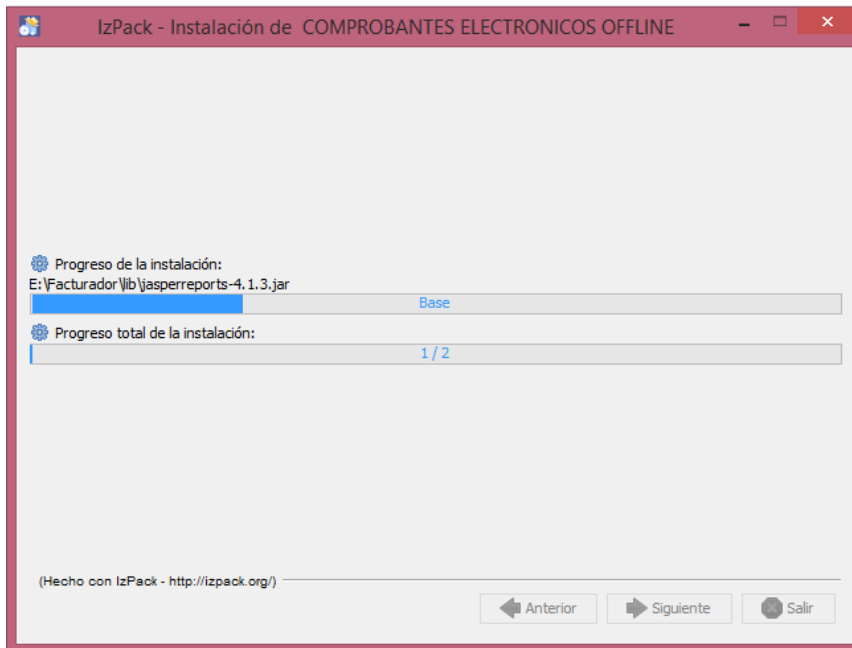 IzPack - Instalación de  COMPROBANTES ELECTRONICOS OFFLINE
Progreso de la instalación:
E:\Facturador\lib\jasperreports-4.1.3.jar
Base
Progreso total de la instalación:
1 / 2
(Hecho con IzPack - http://izpack.org/)
Anterior
Siguiente
Salir